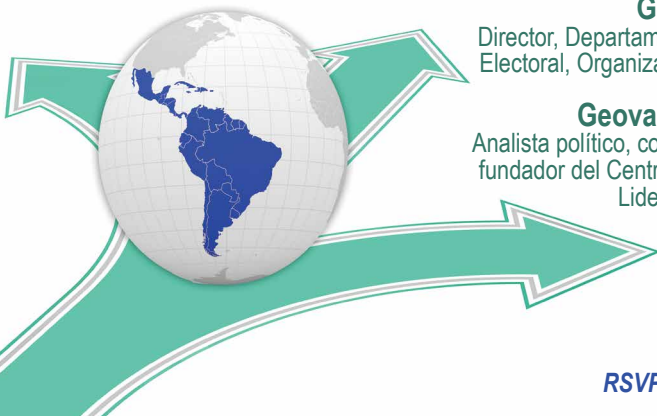 G
Director, Departam
Electoral, Organiza
Geova
Analista político, co
fundador del Centr
Lide
RSVP